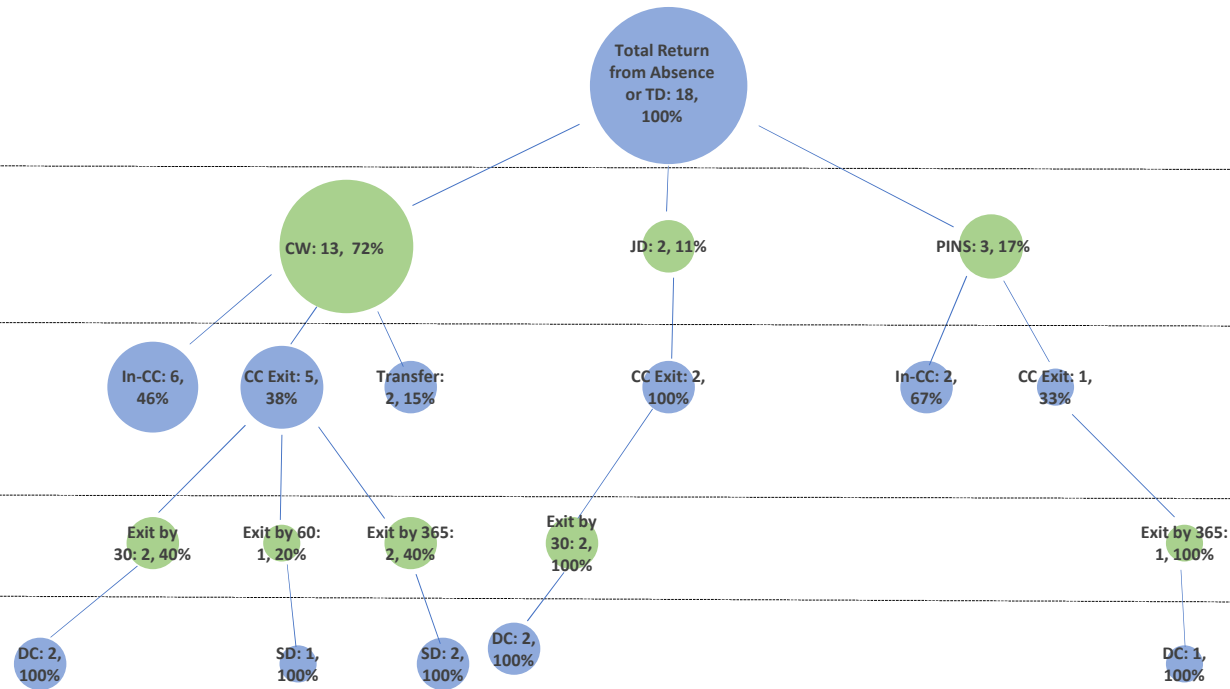 Total Return
from Absence
or TD: 18,
100%
CW: 13, 72%
JD: 2, 11%
PINS: 3, 17%
In-CC: 6,
46%
CC Exit: 5,
38%
Transfer:
2, 15%
CC Exit: 2,
100%
In-CC: 2,
67%
CC Exit: 1,
33%
Exit by
30: 2, 40%
Exit by 60:
1, 20%
Exit by 365:
2, 40%
Exit by
30: 2,
100%
Exit by 365:
1, 100%
DC: 2,
100%
SD: 1,
100%
SD: 2,
100%
DC: 2,
100%
DC: 1,
100%